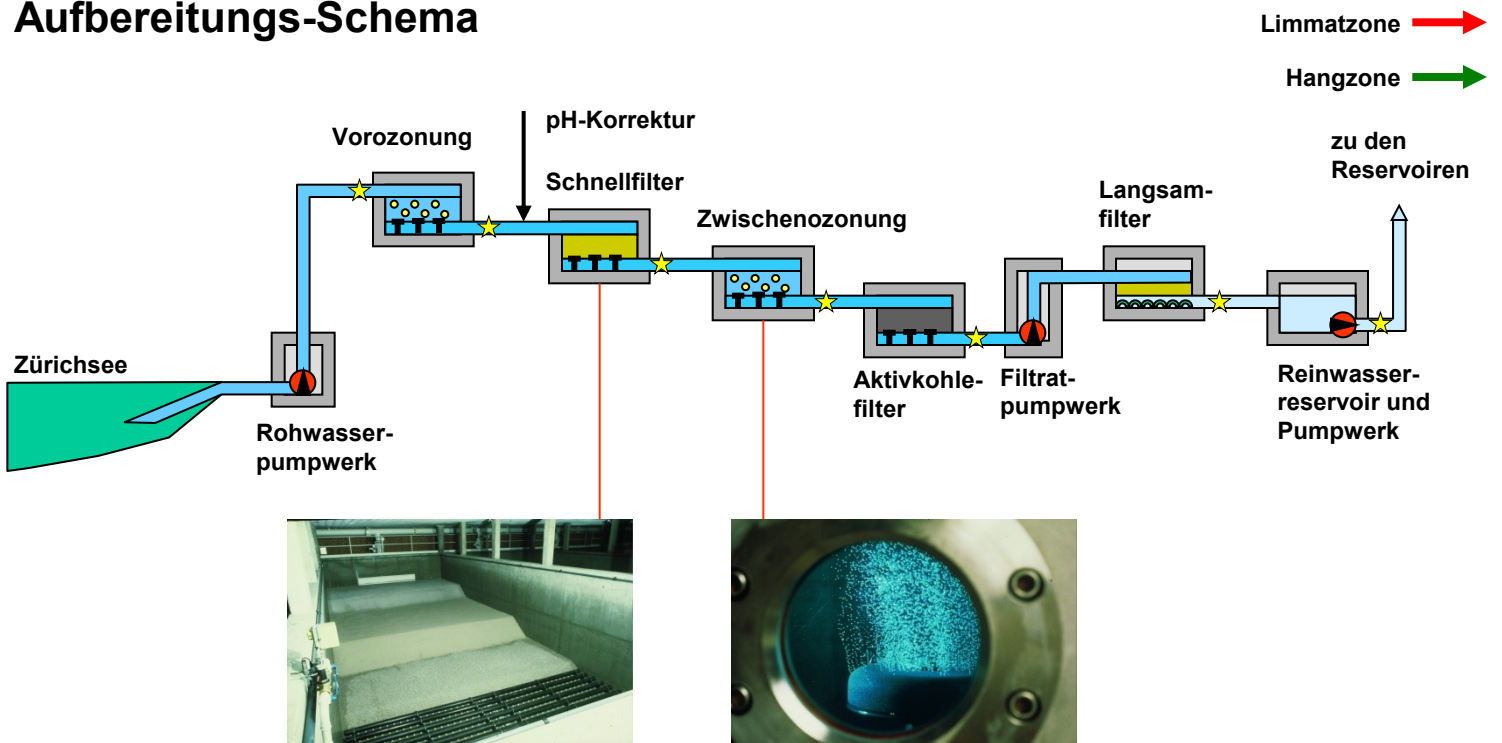 Aufbereitungs-Schema
Limmatzone
Hangzone
zu den
Reservoiren
pH-Korrektur
Vorozonung
Schnellfilter
Zwischenozonung
Langsam-
filter
Zürichsee
Rohwasser-
pumpwerk
Aktivkohle-
filter
Filtrat-
pumpwerk
Reinwasser-
reservoir und
Pumpwerk